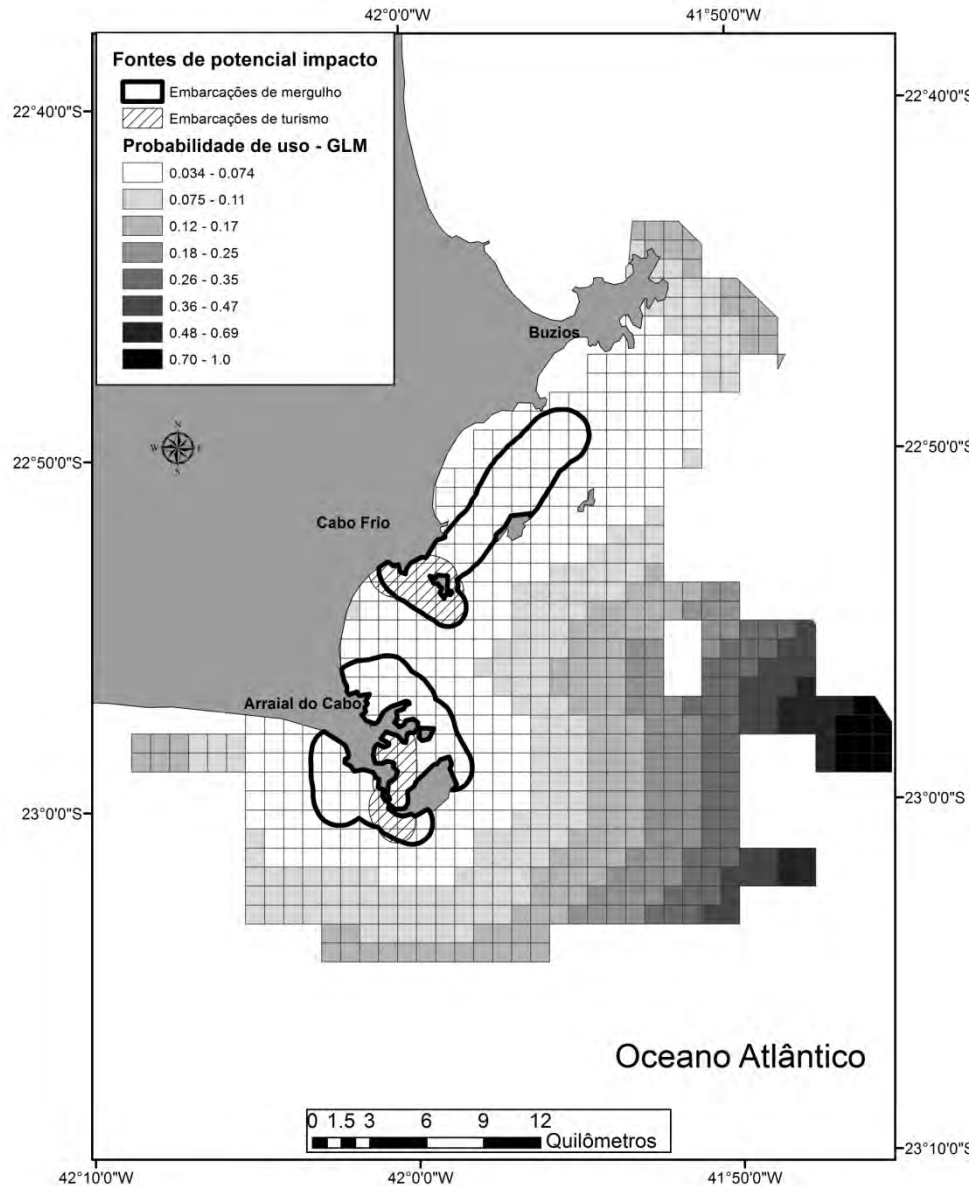 42°0'0"W 41°50'0"W
Fontes de potencial impacto
Embarcações de mergulho
Embarcações de turismo
Probabilidade de uso - GLM
0.034 - 0.074
0.075 - 0.11
0.12 - 0.17
0.18 - 0.25
0.26 - 0.35
0.36 - 0.47
0.48 - 0.69
0.70 - 1.0
22°40'0"S 22°40'0"S
Buzios
N
W E
S
22°50'0"S 22°50'0"S
Cabo Frio
Arraial do Cabo
23°0'0"S 23°0'0"S
Oceano Atlântico
0 1.5 3 6 9 12
Quilômetros
23°10'0"S
42°10'0"W 42°0'0"W 41°50'0"W